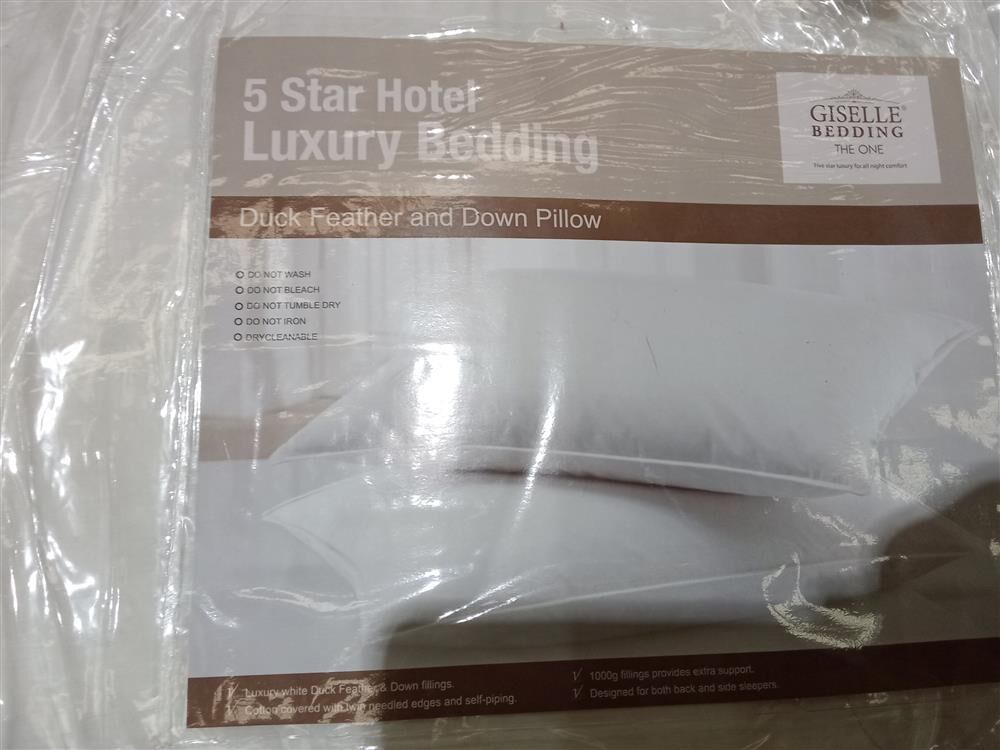 5 Star Hotel
Luxury Bedding
GISELLE®
BEDDING
THE ONE
Five star luxury for all night comfort
Duck Feather and Down Pillow
DO NOT WASH
DO NOT BLEACH
DO NOT TUMBLE DRY
DO NOT IRON
DRYCLEANABLE
√ Luxury white Duck Feather & Down fillings.
√ Cotton covered with twin needled edges and self-piping.
√ 1000g fillings provides extra support.
√ Designed for both back and side sleepers.